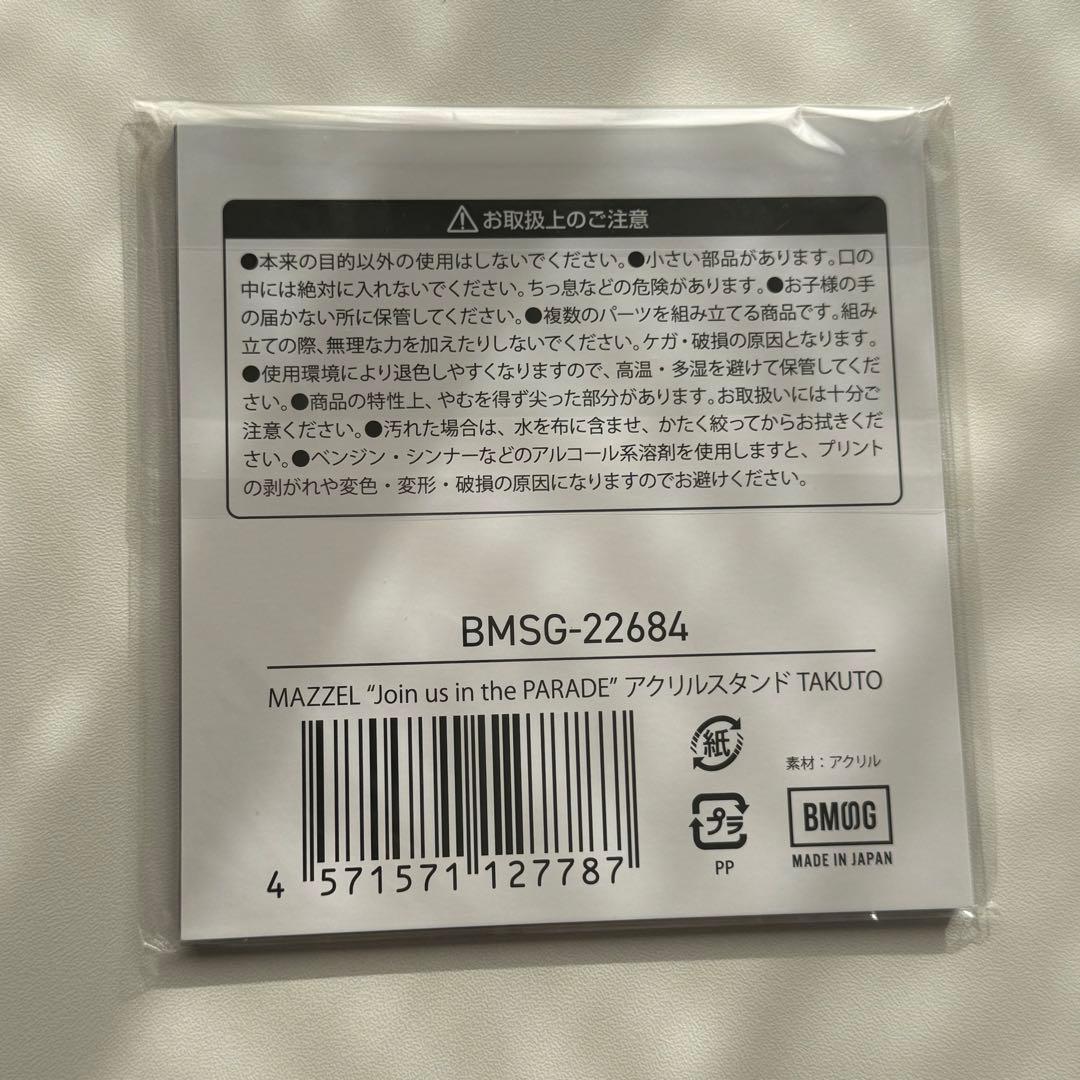 ⚠お取扱上のご注意
●本来の目的以外の使用はしないでください。●小さい部品があります。口の
中には絶対に入れないでください。ちっ息などの危険があります。●お子様の手
の届かない所に保管してください。●複数のパーツを組み立てる商品です。組み
立ての際、無理な力を加えたりしないでください。ケガ・破損の原因となります。
●使用環境により退色しやすくなりますので、高温・多湿を避けて保管してくだ
さい。●商品の特性上、やむを得ず尖った部分があります。お取扱いには十分ご
注意ください。●汚れた場合は、水を布に含ませ、かたく絞ってからお拭きくだ
さい。●ベンジン・シンナーなどのアルコール系溶剤を使用しますと、プリント
の剥がれや変色・変形・破損の原因になりますのでお避けください。
BMSG-22684
MAZZEL “Join us in the PARADE” アクリルスタンド TAKUTO
4 571571 127787
紙
プラ
PP
素材：アクリル
BMSG
MADE IN JAPAN